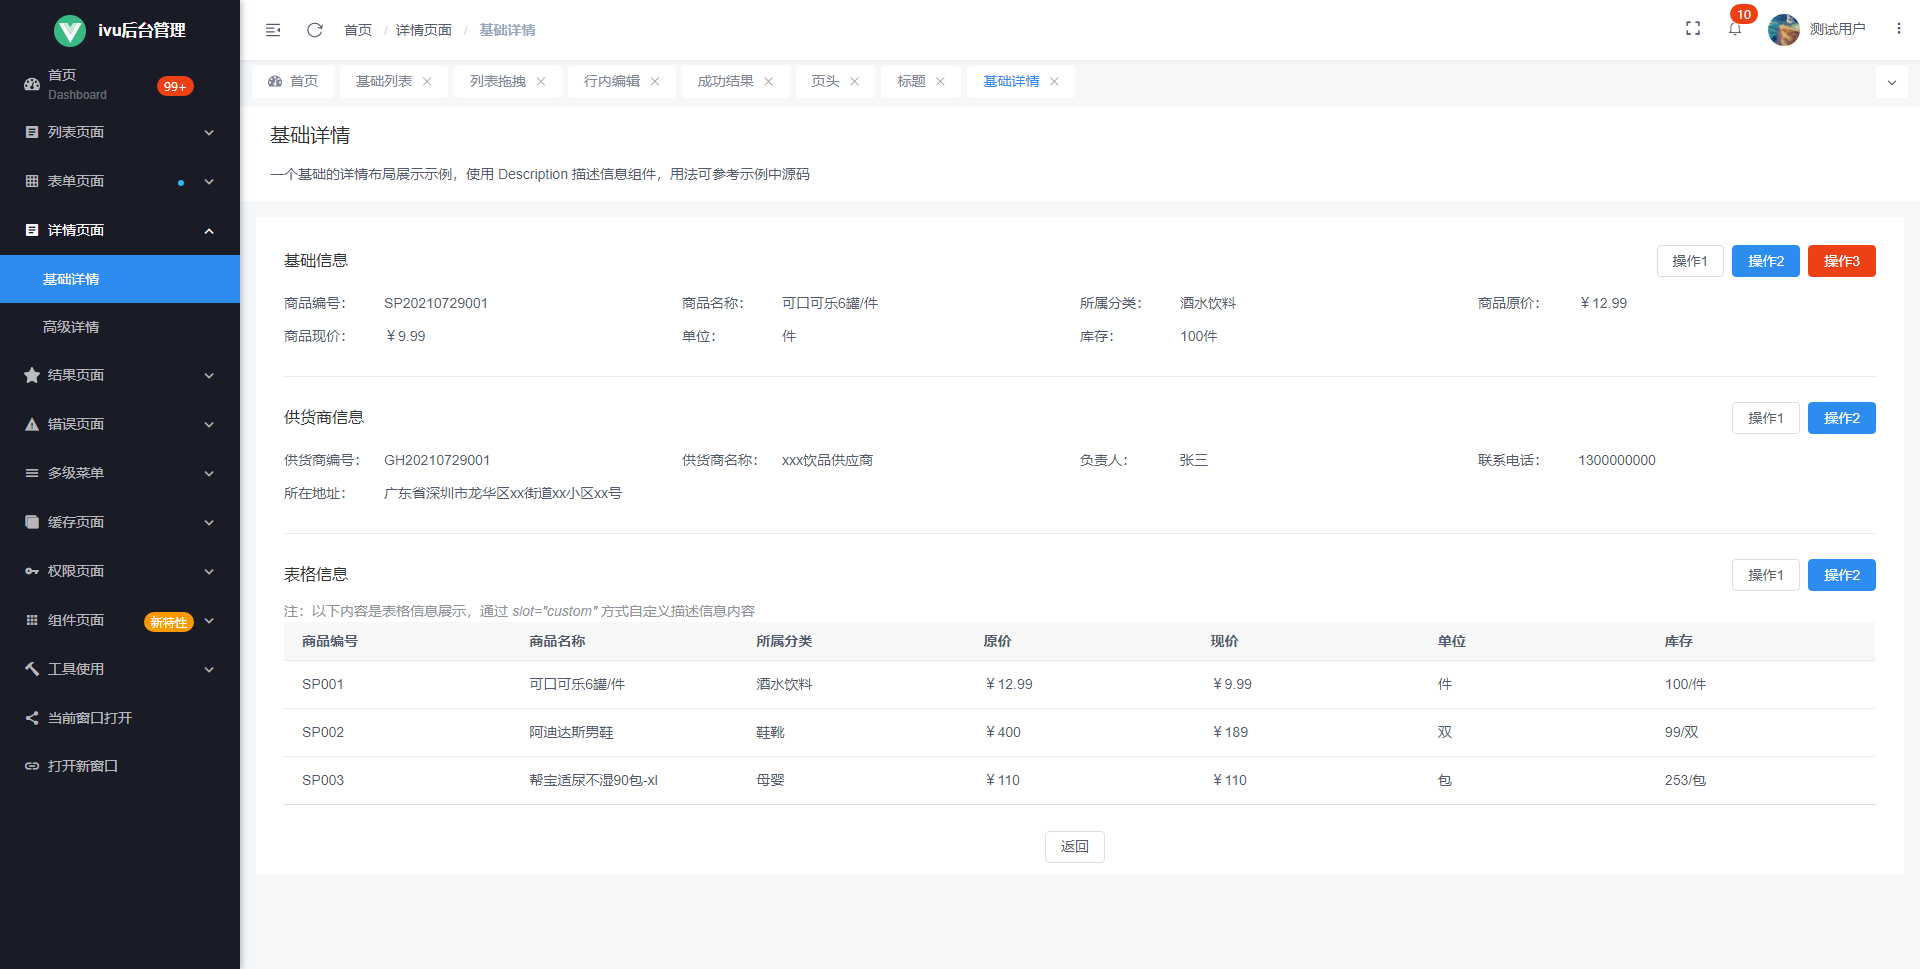 ivu后台管理
首页
Dashboard
99+
列表页面
表单页面
详情页面
基础详情
高级详情
结果页面
错误页面
多级菜单
缓存页面
权限页面
组件页面 新特性
工具使用
当前窗口打开
打开新窗口
首页 / 详情页面 / 基础详情
10
测试用户
首页 基础列表 列表拖拽 行内编辑 成功结果 页头 标题 基础详情
基础详情
一个基础的详情布局展示示例，使用 Description 描述信息组件，用法可参考示例中源码
基础信息 操作1 操作2 操作3
商品编号： SP20210729001 商品名称： 可口可乐6罐/件 所属分类： 酒水饮料 商品原价： ￥12.99
商品现价： ￥9.99 单位： 件 库存： 100件
供货商信息 操作1 操作2
供货商编号： GH20210729001 供货商名称： xxx饮品供应商 负责人： 张三 联系电话： 1300000000
所在地址： 广东省深圳市龙华区xx街道xx小区xx号
表格信息 操作1 操作2
注：以下内容是表格信息展示，通过 slot="custom" 方式自定义描述信息内容
商品编号 商品名称 所属分类 原价 现价 单位 库存
SP001 可口可乐6罐/件 酒水饮料 ￥12.99 ￥9.99 件 100/件
SP002 阿迪达斯男鞋 鞋靴 ￥400 ￥189 双 99/双
SP003 帮宝适尿不湿90包-xl 母婴 ￥110 ￥110 包 253/包
返回